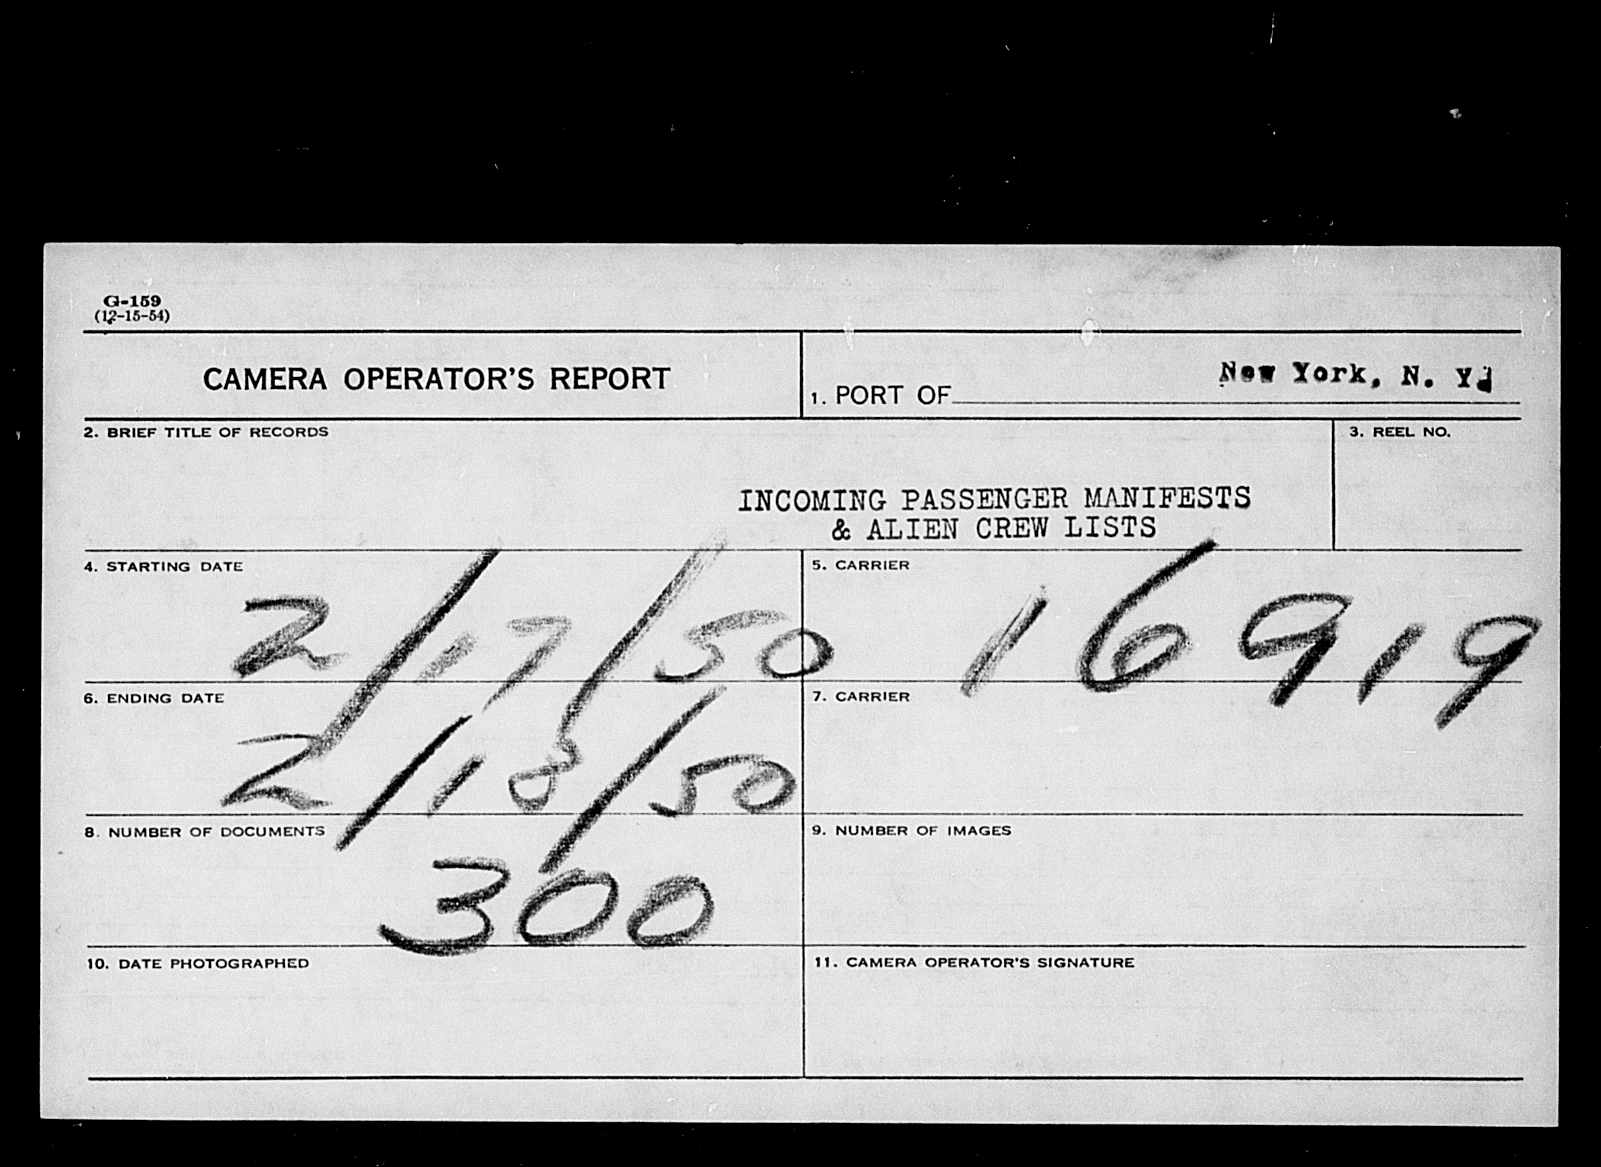 G-159
(12-15-54)
CAMERA OPERATOR'S REPORT
1. PORT OF New York, N. Y.
2. BRIEF TITLE OF RECORDS
3. REEL NO.
INCOMING PASSENGER MANIFESTS
& ALIEN CREW LISTS
4. STARTING DATE
2/17/50
5. CARRIER
16919
6. ENDING DATE
2/18/50
7. CARRIER
8. NUMBER OF DOCUMENTS
300
9. NUMBER OF IMAGES
10. DATE PHOTOGRAPHED
11. CAMERA OPERATOR'S SIGNATURE